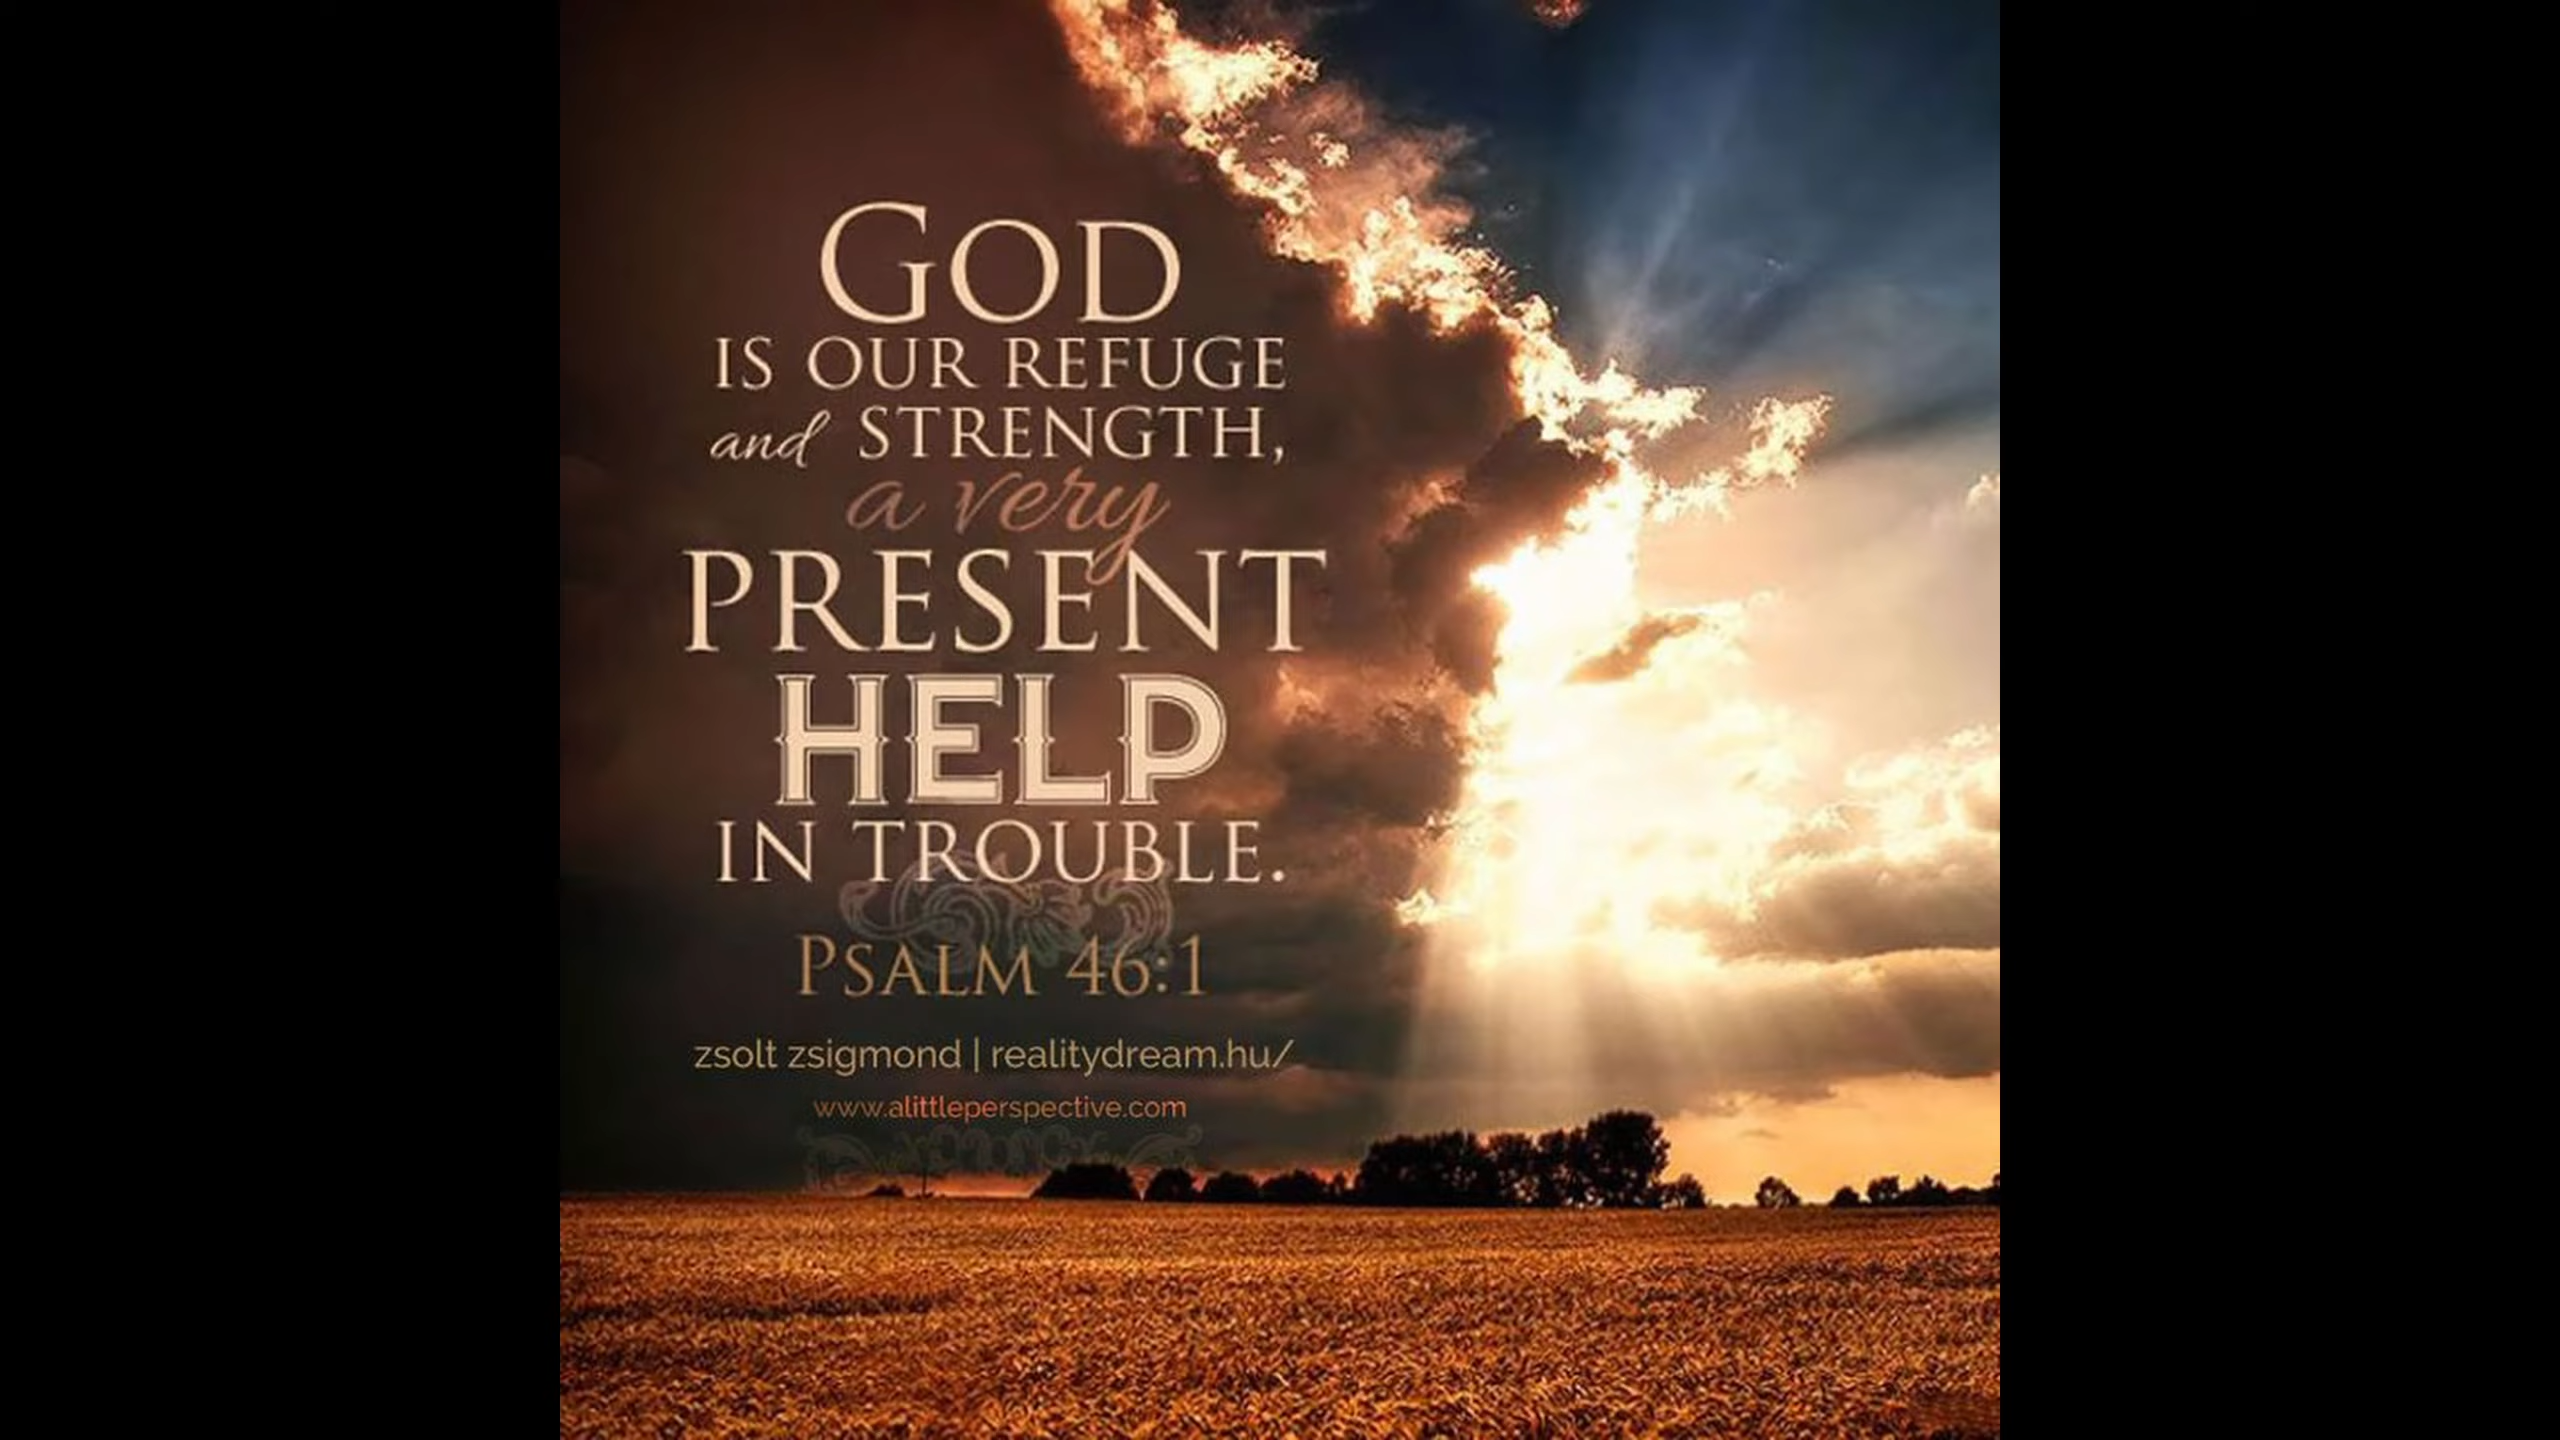 GOD
IS OUR REFUGE
and STRENGTH,
a very
PRESENT
HELP
IN TROUBLE.
PSALM 46:1
zsolt zsigmond | realitydream.hu/
www.alittleperspective.com